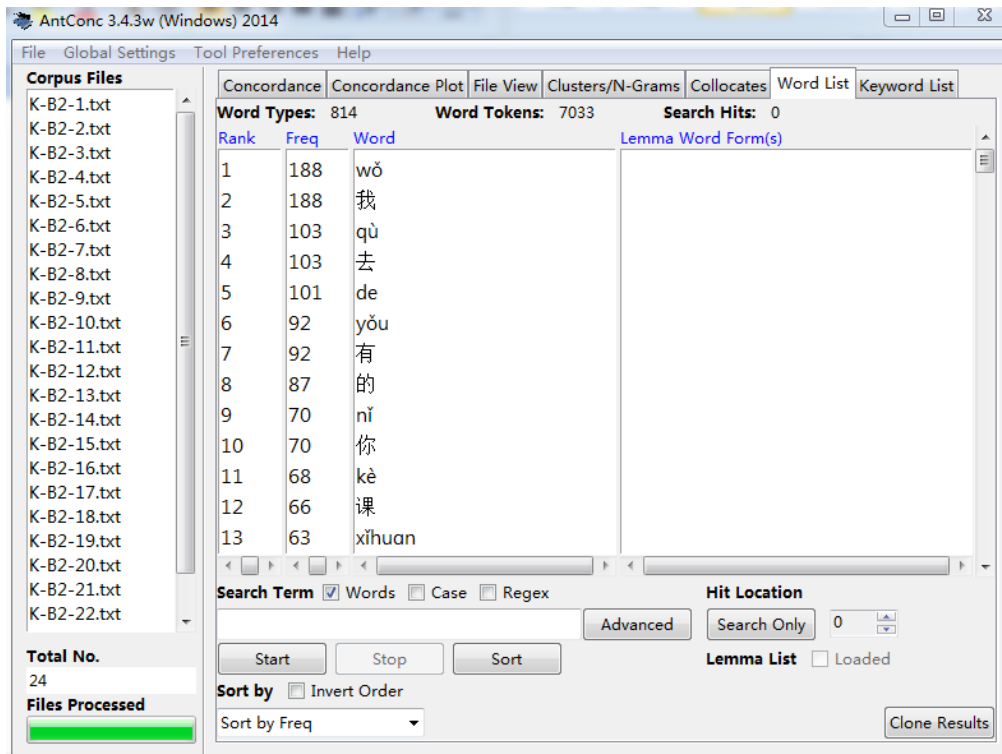 AntConc 3.4.3w (Windows) 2014
File Global Settings Tool Preferences Help
Corpus Files
K-B2-1.txt
K-B2-2.txt
K-B2-3.txt
K-B2-4.txt
K-B2-5.txt
K-B2-6.txt
K-B2-7.txt
K-B2-8.txt
K-B2-9.txt
K-B2-10.txt
K-B2-11.txt
K-B2-12.txt
K-B2-13.txt
K-B2-14.txt
K-B2-15.txt
K-B2-16.txt
K-B2-17.txt
K-B2-18.txt
K-B2-19.txt
K-B2-20.txt
K-B2-21.txt
K-B2-22.txt
Total No.
24
Files Processed
Concordance Concordance Plot File View Clusters/N-Grams Collocates Word List Keyword List
Word Types: 814 Word Tokens: 7033 Search Hits: 0
Rank Freq Word Lemma Word Form(s)
1 188 wǒ
2 188 我
3 103 qù
4 103 去
5 101 de
6 92 yǒu
7 92 有
8 87 的
9 70 nǐ
10 70 你
11 68 kè
12 66 课
13 63 xǐhuan
Search Term Words Case Regex Hit Location
Advanced Search Only 0
Start Stop Sort Lemma List Loaded
Sort by Invert Order
Sort by Freq Clone Results